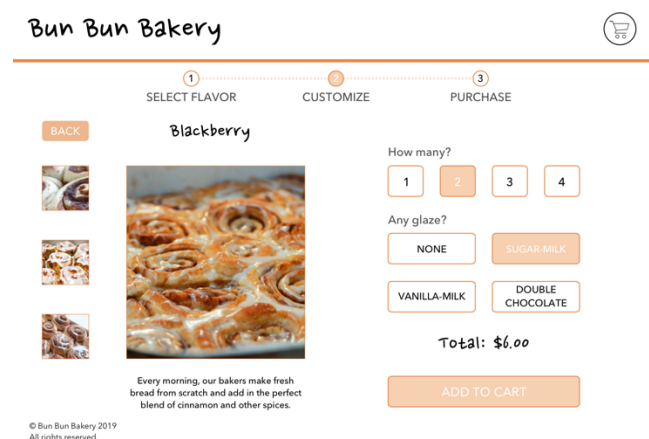 Bun Bun Bakery
1
2
3
SELECT FLAVOR
CUSTOMIZE
PURCHASE
BACK
Blackberry
How many?
1
2
3
4
Any glaze?
NONE
SUGAR-MILK
VANILLA-MILK
DOUBLE
CHOCOLATE
Total: $6.00
ADD TO CART
Every morning, our bakers make fresh
bread from scratch and add in the perfect
blend of cinnamon and other spices.
© Bun Bun Bakery 2019
All rights reserved.